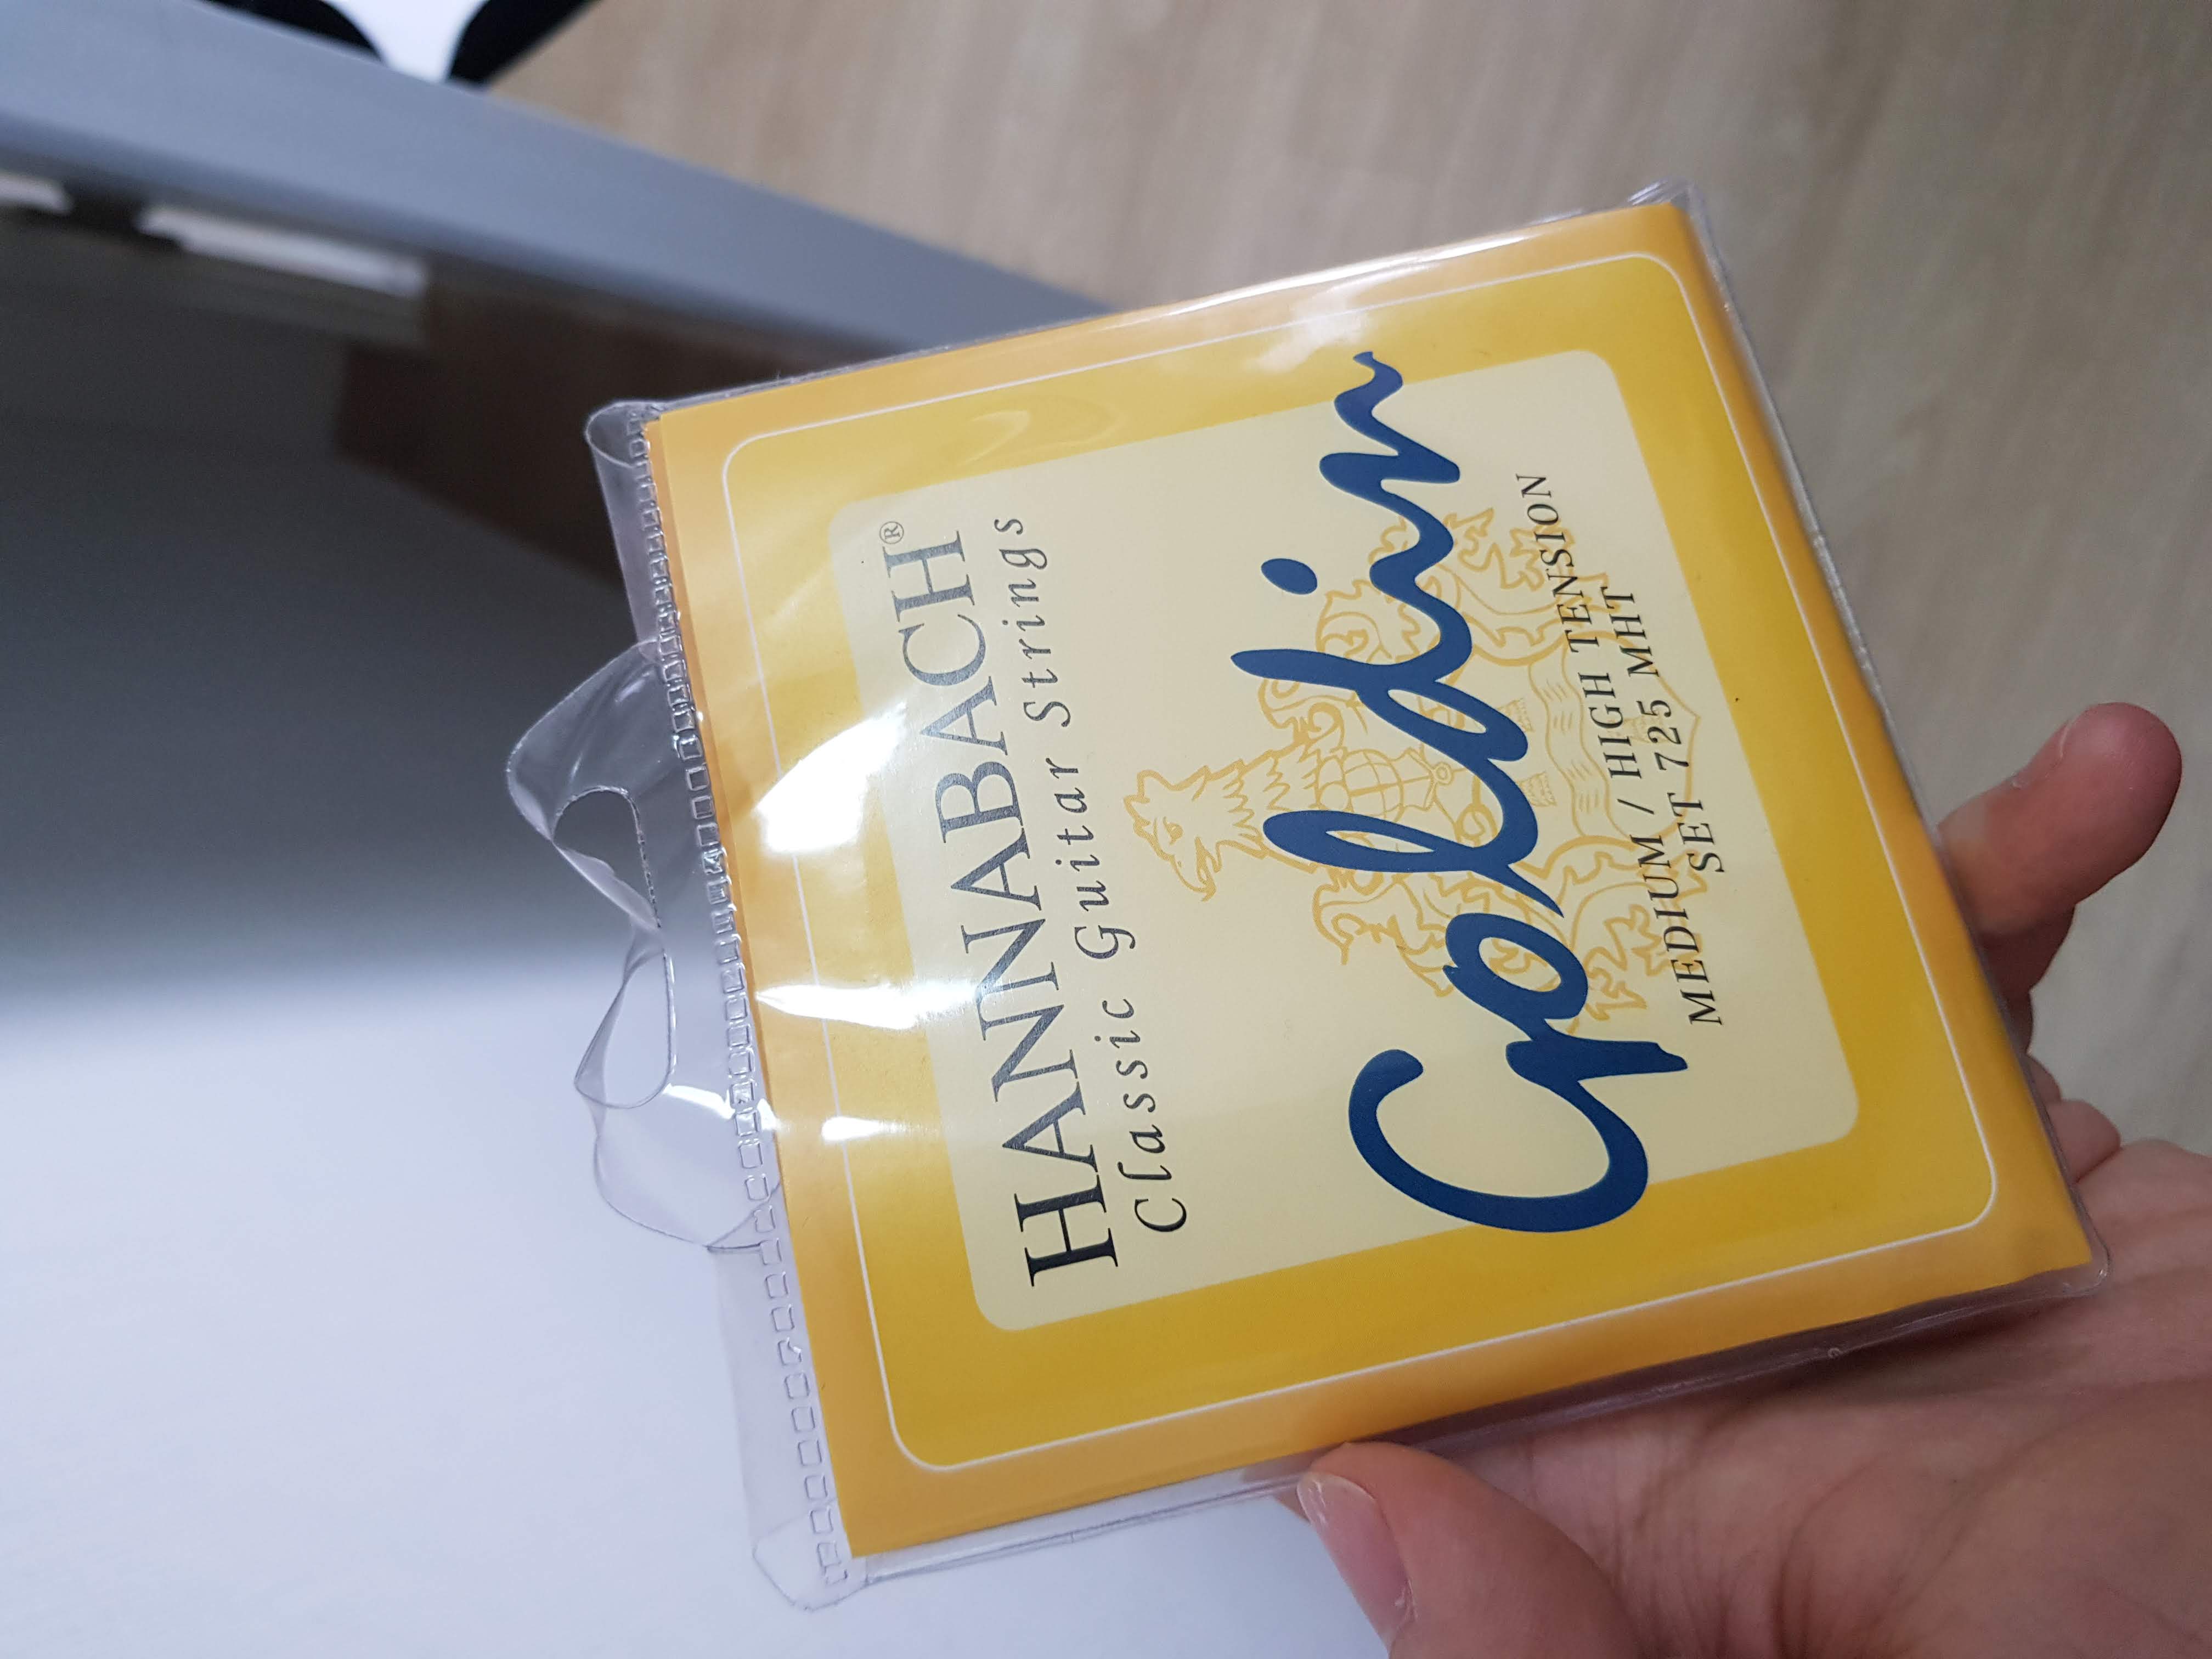 HANNABACH®
Classic Guitar Strings
Goldin
MEDIUM / HIGH TENSION
SET 725 MHT